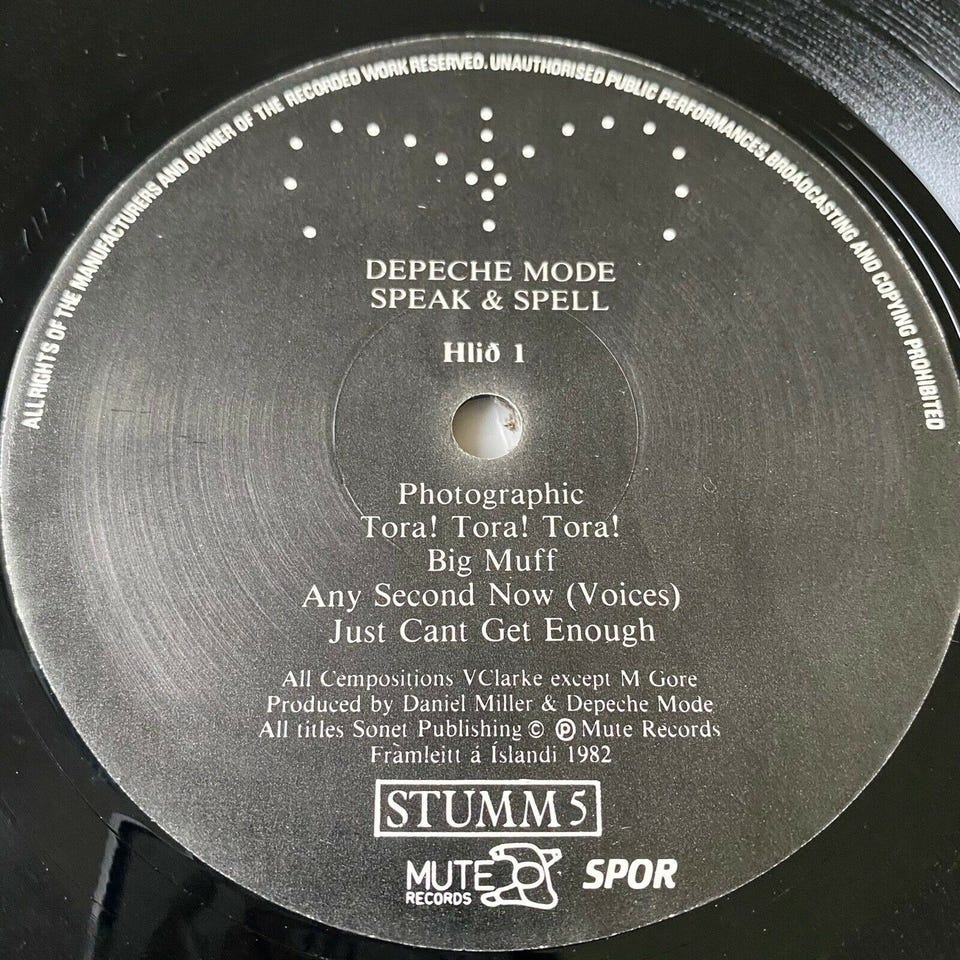 ALL RIGHTS OF THE MANUFACTURERS AND OWNER OF THE RECORDED WORK RESERVED. UNAUTHORISED PUBLIC PERFORMANCES, BROADCASTING AND COPYING PROHIBITED
DEPECHE MODE
SPEAK & SPELL
Hlið 1
Photographic
Tora! Tora! Tora!
Big Muff
Any Second Now (Voices)
Just Cant Get Enough
All Cempositions VClarke except M Gore
Produced by Daniel Miller & Depeche Mode
All titles Sonet Publishing © ℗ Mute Records
Fràmleitt á Íslandi 1982
STUMM 5
MUTE
RECORDS
SPOR